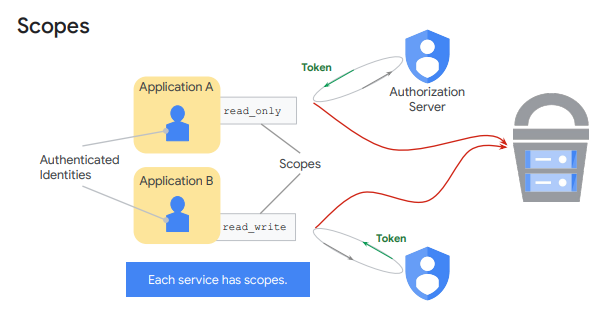 Scopes
Token
Application A
read_only
Authorization
Server
Authenticated
Identities
Scopes
Application B
read_write
Token
Each service has scopes.